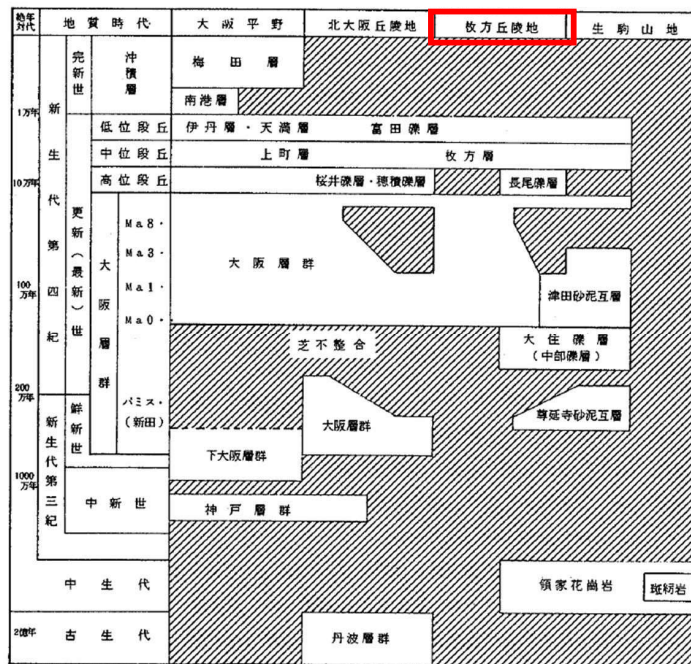 絶年対代
地質時代
大阪平野
北大阪丘陵地
枚方丘陵地
生駒山地
1万年
10万年
100万年
200万年
1000万年
2億年
新生代第四紀
新生代第三紀
完新世
更新(最新)世
鮮新世
中新世
中生代
古生代
沖積層
低位段丘
中位段丘
高位段丘
大阪層群
Ma8・
Ma3・
Ma1・
Ma0・
パミス・
(新田)
梅田層
南港層
伊丹層・天満層
富田礫層
上町層
枚方層
桜井礫層・穂積礫層
長尾礫層
大阪層群
津田砂泥互層
芝不整合
大住礫層
(中部礫層)
大阪層群
尊延寺砂泥互層
下大阪層群
神戸層群
領家花崗岩
斑糲岩
丹波層群